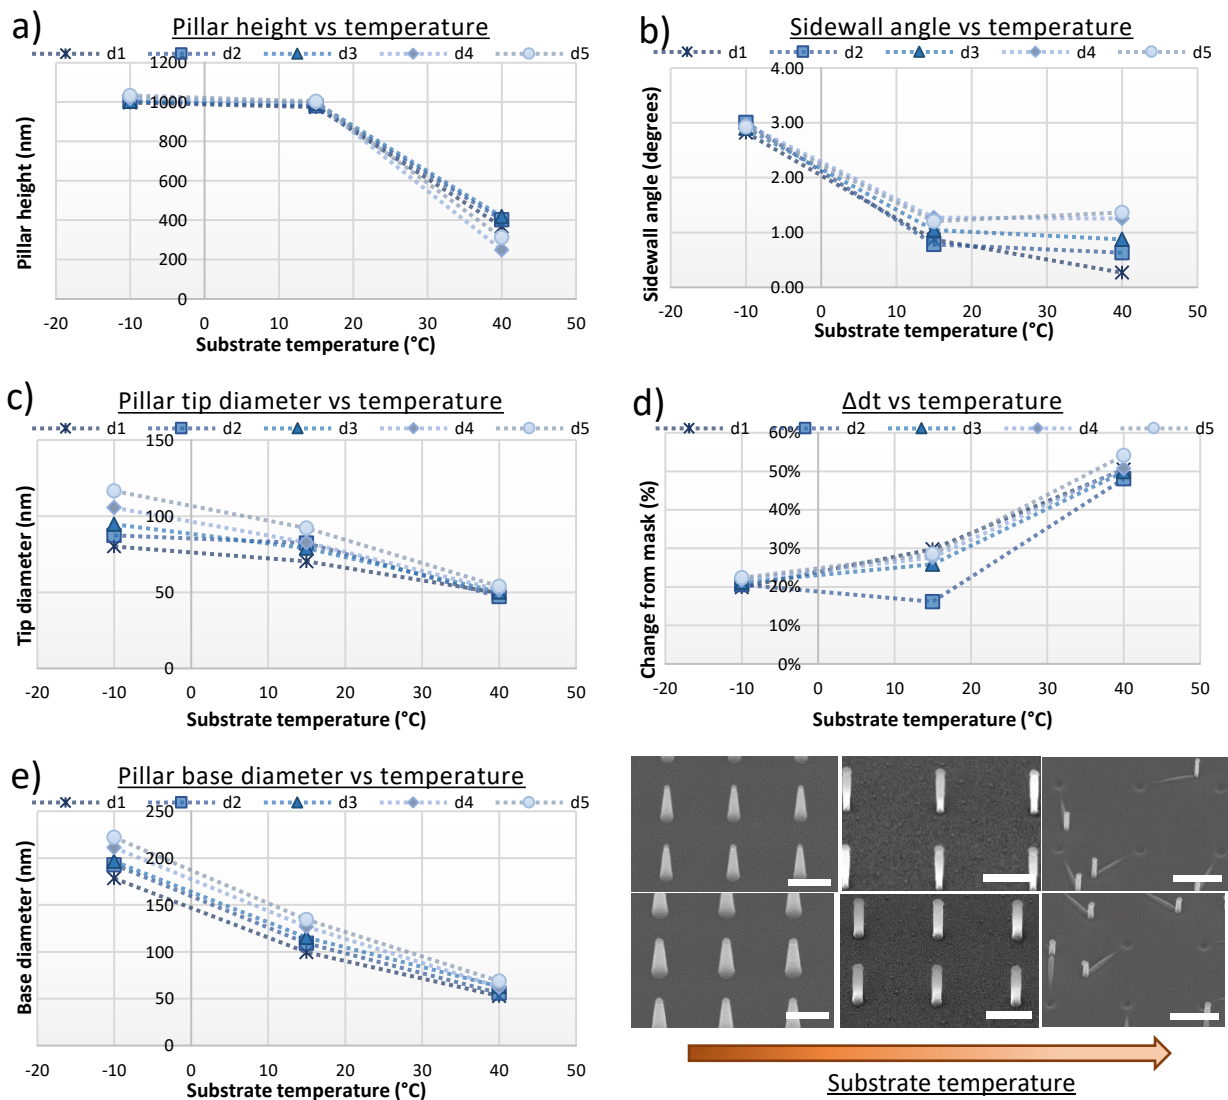 a)
Pillar height vs temperature
d1 d2 d3 d4 d5
1200
1000
800
600
400
200
0
-20 -10 0 10 20 30 40 50
Pillar height (nm)
Substrate temperature (°C)
b)
Sidewall angle vs temperature
d1 d2 d3 d4 d5
4.00
3.00
2.00
1.00
0.00
-20 -10 0 10 20 30 40 50
Sidewall angle (degrees)
Substrate temperature (°C)
c)
Pillar tip diameter vs temperature
d1 d2 d3 d4 d5
150
100
50
0
-20 -10 0 10 20 30 40 50
Tip diameter (nm)
Substrate temperature (°C)
d)
Δdt vs temperature
d1 d2 d3 d4 d5
60%
50%
40%
30%
20%
10%
0%
-20 -10 0 10 20 30 40 50
Change from mask (%)
Substrate temperature (°C)
e)
Pillar base diameter vs temperature
d1 d2 d3 d4 d5
250
200
150
100
50
0
-20 -10 0 10 20 30 40 50
Base diameter (nm)
Substrate temperature (°C)
Substrate temperature